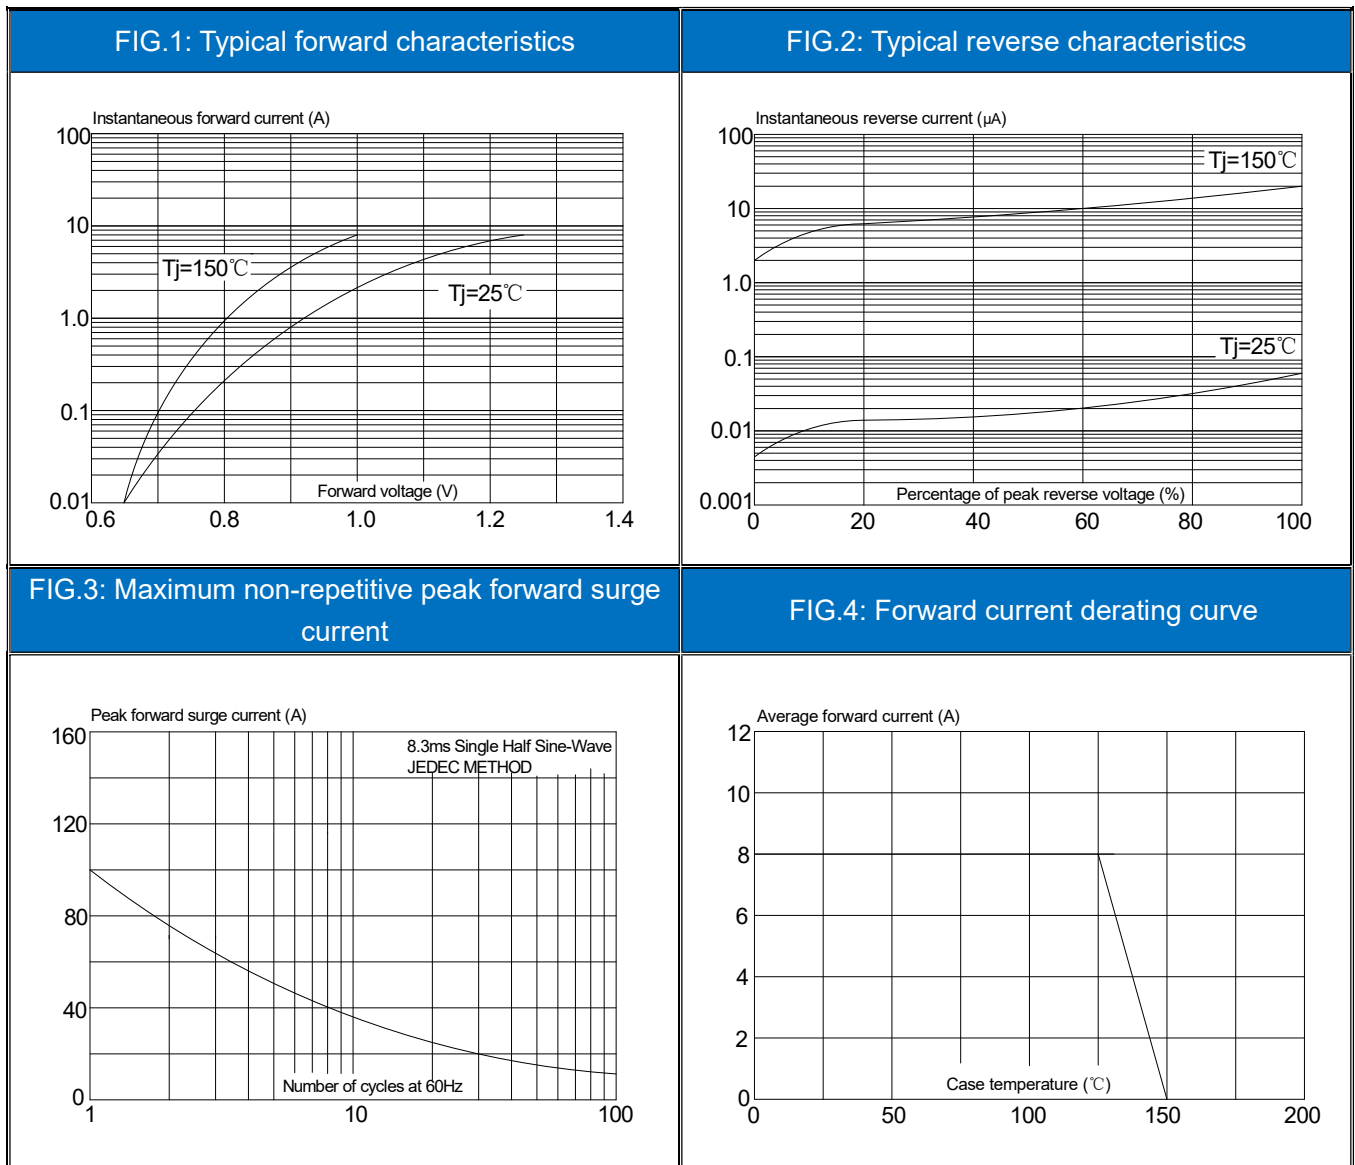 FIG.1: Typical forward characteristics
Instantaneous forward current (A)
100
10
1.0
0.1
0.01
Tj=150℃
Tj=25℃
Forward voltage (V)
0.6 0.8 1.0 1.2 1.4
FIG.2: Typical reverse characteristics
Instantaneous reverse current (μA)
100
10
1.0
0.1
0.01
0.001
Tj=150℃
Tj=25℃
Percentage of peak reverse voltage (%)
0 20 40 60 80 100
FIG.3: Maximum non-repetitive peak forward surge
current
Peak forward surge current (A)
160
120
80
40
0
8.3ms Single Half Sine-Wave
JEDEC METHOD
Number of cycles at 60Hz
1 10 100
FIG.4: Forward current derating curve
Average forward current (A)
12
10
8
6
4
2
0
Case temperature (℃)
0 50 100 150 200